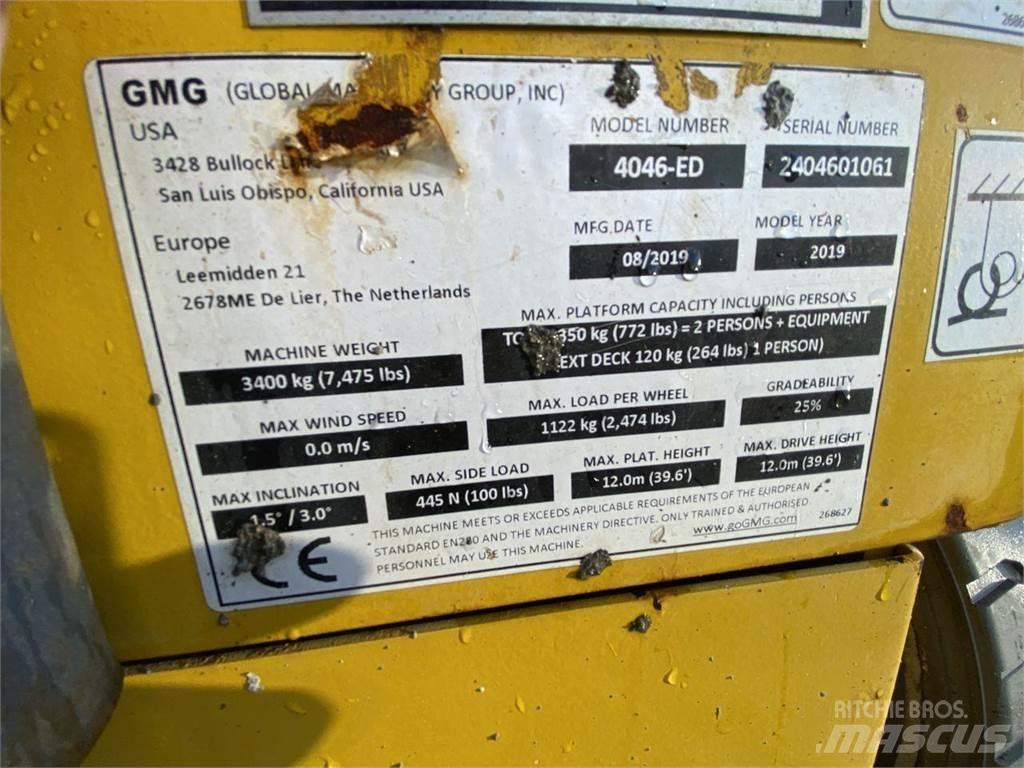 GMG (GLOBAL GROUP, INC)
USA
3428 Bullock
San Luis Obispo, California USA
Europe
Leemidden 21
2678ME De Lier, The Netherlands
MODEL NUMBER
4046-ED
SERIAL NUMBER
2404601061
MFG.DATE
08/2019
MODEL YEAR
2019
MAX. PLATFORM CAPACITY INCLUDING PERSONS
350 kg (772 lbs) = 2 PERSONS + EQUIPMENT
EXT DECK 120 kg (264 lbs) 1 PERSON)
MACHINE WEIGHT
3400 kg (7,475 lbs)
MAX. LOAD PER WHEEL
1122 kg (2,474 lbs)
GRADEABILITY
25%
MAX WIND SPEED
0.0 m/s
MAX. SIDE LOAD
445 N (100 lbs)
MAX. PLAT. HEIGHT
12.0m (39.6')
MAX. DRIVE HEIGHT
12.0m (39.6')
MAX INCLINATION
1.5° / 3.0°
CE
THIS MACHINE MEETS OR EXCEEDS APPLICABLE REQUIREMENTS OF THE EUROPEAN
STANDARD EN280 AND THE MACHINERY DIRECTIVE. ONLY TRAINED & AUTHORISED
PERSONNEL MAY USE THIS MACHINE.
www.goGMG.com
268627
RITCHIE BROS.
MASCUS